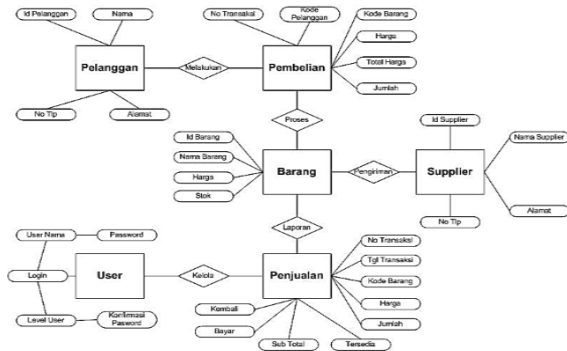 Id Pelanggan
Nama
No Transaksi
Kode
Pelanggan
Kode Barang
Harga
Total Harga
Jumlah
Pelanggan
Melakukan
Pembelian
No Tlp
Alamat
Proses
Id Barang
Nama Barang
Harga
Stok
Barang
Pengiriman
Id Supplier
Supplier
No Tlp
Nama Supplier
Alamat
Laporan
User Nama
Password
Login
User
Level User
Konfirmasi
Pasword
Kelola
Penjualan
No Transaksi
Tgl Transaksi
Kode Barang
Harga
Jumlah
Kembali
Bayar
Sub Total
Tersedia